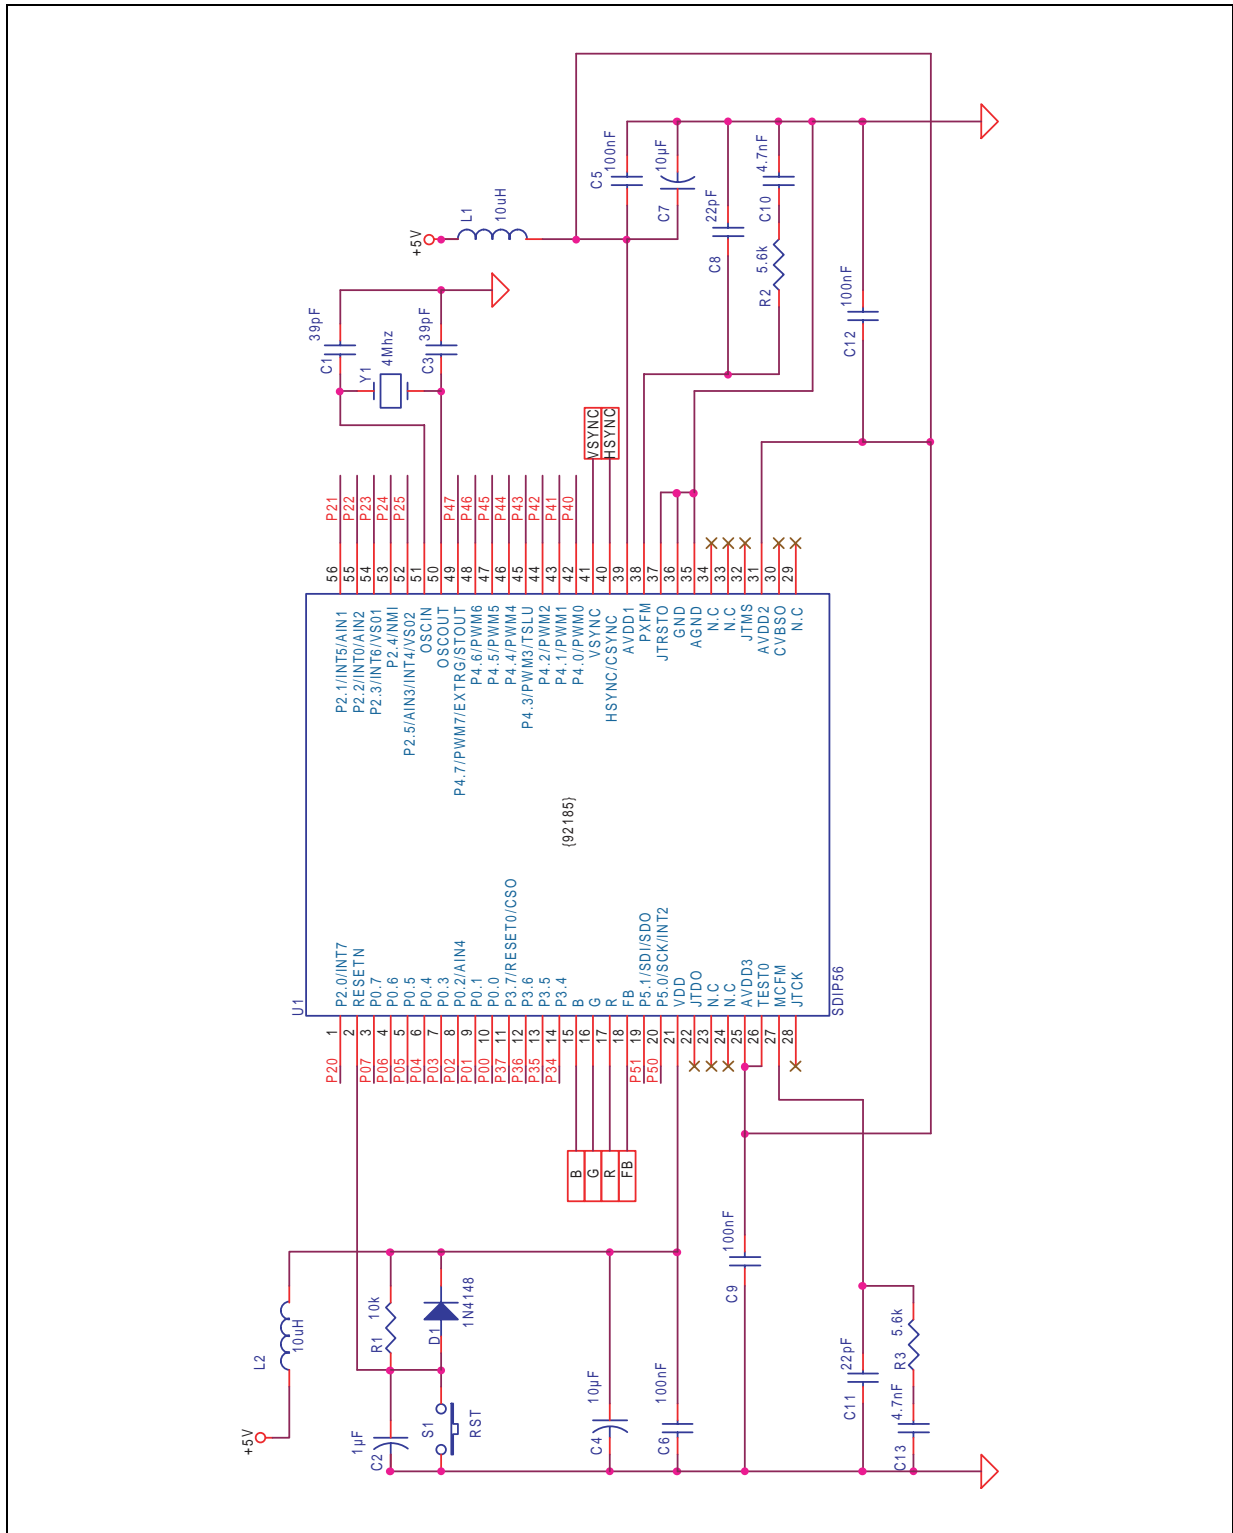 +5V
L1
10uH
C5
100nF
10µF
C7
22pF
C8
4.7nF
C10
5.6k
R2
100nF
C12
39pF
C1
Y1
4Mhz
39pF
C3
VSYNC
HSYNC
P21
P22
P23
P24
P25
P47
P46
P45
P44
P43
P42
P41
P40
56
55
54
53
52
51
50
49
48
47
46
45
44
43
42
41
40
39
38
37
36
35
34
33
32
31
30
29
P2.1/INT5/AIN1
P2.2/INT0/AIN2
P2.3/INT6/VS01
P2.4/NMI
P2.5/AIN3/INT4/VS02
OSCIN
OSCOUT
P4.7/PWM7/EXTRG/STOUT
P4.6/PWM6
P4.5/PWM5
P4.4/PWM4
P4.3/PWM3/TSLU
P4.2/PWM2
P4.1/PWM1
P4.0/PWM0
VSYNC
HSYNC/CSYNC
AVDD1
PXFM
JTRSTO
GND
AGND
N.C
N.C
JTMS
AVDD2
CVBSO
N.C
{92185}
U1
SDIP56
P2.0/INT7
RESETN
P0.7
P0.6
P0.5
P0.4
P0.3
P0.2/AIN4
P0.1
P0.0
P3.7/RESET0/CSO
P3.6
P3.5
P3.4
B
G
R
FB
P5.1/SDI/SDO
P5.0/SCK/INT2
VDD
JTDO
N.C
N.C
AVDD3
TEST0
MCFM
JTCK
1
2
3
4
5
6
7
8
9
10
11
12
13
14
15
16
17
18
19
20
21
22
23
24
25
26
27
28
P20
P07
P06
P05
P04
P03
P02
P01
P00
P37
P36
P35
P34
P51
P50
B
G
R
FB
+5V
L2
10uH
R1
10k
D1
1N4148
1µF
C2
S1
RST
10µF
C4
100nF
C6
100nF
C9
22pF
C11
5.6k
R3
4.7nF
C13